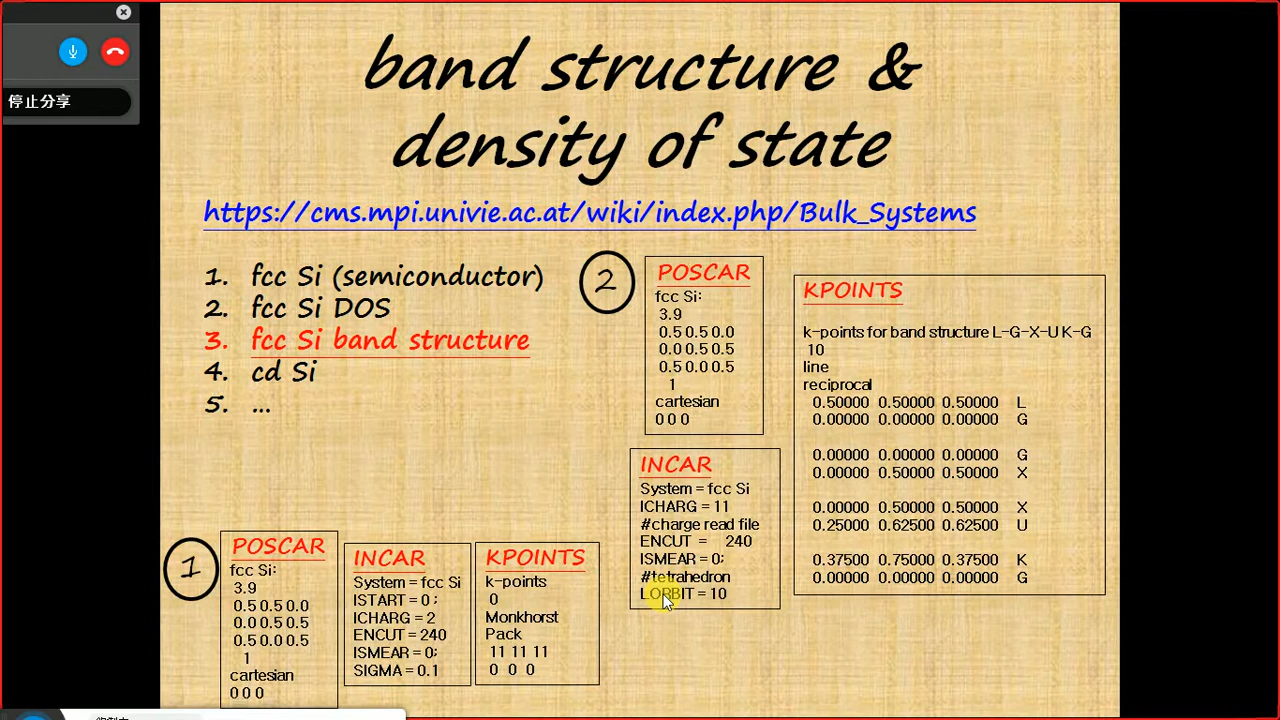 停止分享
band structure &
density of state
https://cms.mpi.univie.ac.at/wiki/index.php/Bulk_Systems
1. fcc Si (semiconductor)
2. fcc Si DOS
3. fcc Si band structure
4. cd Si
5. ...
2
POSCAR
fcc Si:
3.9
0.5 0.5 0.0
0.0 0.5 0.5
0.5 0.0 0.5
1
cartesian
0 0 0
KPOINTS
k-points for band structure L-G-X-U K-G
10
line
reciprocal
0.50000 0.50000 0.50000 L
0.00000 0.00000 0.00000 G
0.00000 0.00000 0.00000 G
0.00000 0.50000 0.50000 X
0.00000 0.50000 0.50000 X
0.25000 0.62500 0.62500 U
0.37500 0.75000 0.37500 K
0.00000 0.00000 0.00000 G
INCAR
System = fcc Si
ICHARG = 11
#charge read file
ENCUT = 240
ISMEAR = 0;
#tetrahedron
LORBIT = 10
1
POSCAR
fcc Si:
3.9
0.5 0.5 0.0
0.0 0.5 0.5
0.5 0.0 0.5
1
cartesian
0 0 0
INCAR
System = fcc Si
ISTART = 0 ;
ICHARG = 2
ENCUT = 240
ISMEAR = 0;
SIGMA = 0.1
KPOINTS
k-points
0
Monkhorst
Pack
11 11 11
0 0 0